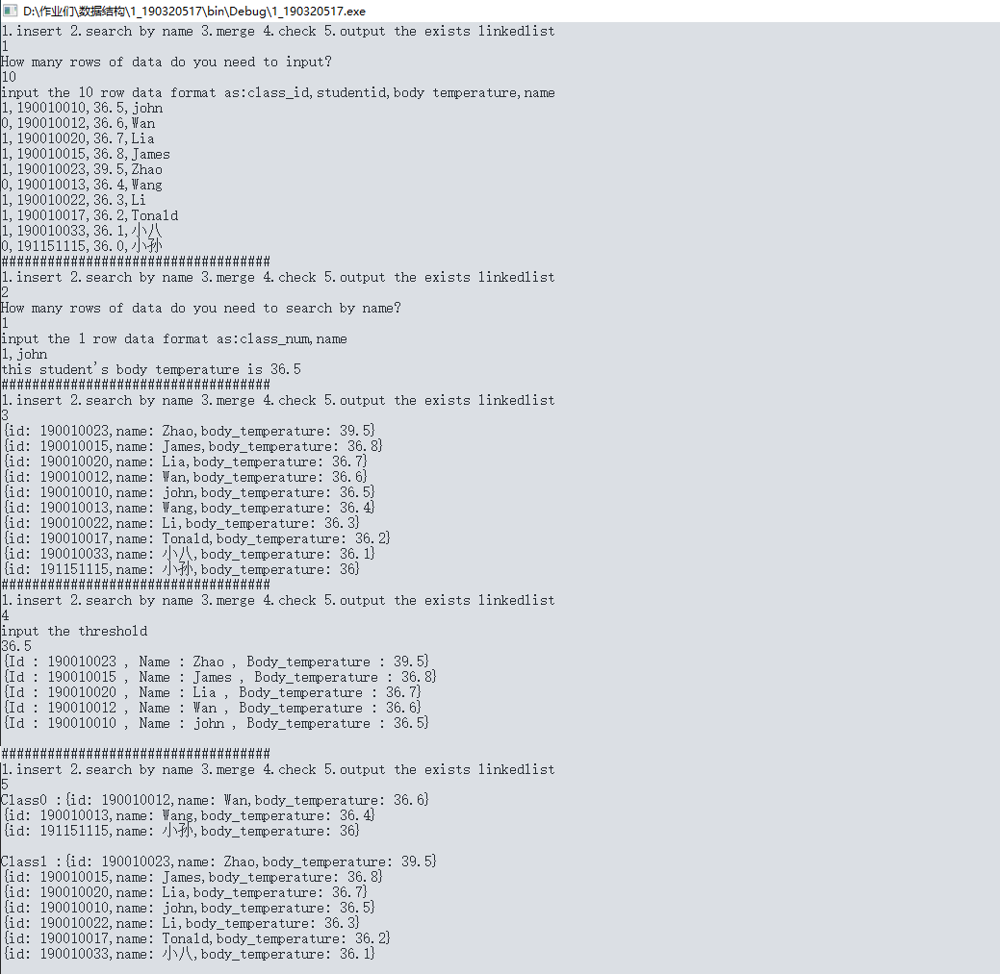 D:\作业们\数据结构\1_190320517\bin\Debug\1_190320517.exe
1.insert 2.search by name 3.merge 4.check 5.output the exists linkedlist
1
How many rows of data do you need to input?
10
input the 10 row data format as:class_id,studentid,body temperature,name
1,190010010,36.5,john
0,190010012,36.6,Wan
1,190010020,36.7,Lia
1,190010015,36.8,James
1,190010023,39.5,Zhao
0,190010013,36.4,Wang
1,190010022,36.3,Li
1,190010017,36.2,Tonald
1,190010033,36.1,小八
0,191151115,36.0,小孙
###################################
1.insert 2.search by name 3.merge 4.check 5.output the exists linkedlist
2
How many rows of data do you need to search by name?
1
input the 1 row data format as:class_num,name
1,john
this student's body temperature is 36.5
###################################
1.insert 2.search by name 3.merge 4.check 5.output the exists linkedlist
3
{id: 190010023,name: Zhao,body_temperature: 39.5}
{id: 190010015,name: James,body_temperature: 36.8}
{id: 190010020,name: Lia,body_temperature: 36.7}
{id: 190010012,name: Wan,body_temperature: 36.6}
{id: 190010010,name: john,body_temperature: 36.5}
{id: 190010013,name: Wang,body_temperature: 36.4}
{id: 190010022,name: Li,body_temperature: 36.3}
{id: 190010017,name: Tonald,body_temperature: 36.2}
{id: 190010033,name: 小八,body_temperature: 36.1}
{id: 191151115,name: 小孙,body_temperature: 36}
###################################
1.insert 2.search by name 3.merge 4.check 5.output the exists linkedlist
4
input the threshold
36.5
{Id : 190010023 , Name : Zhao , Body_temperature : 39.5}
{Id : 190010015 , Name : James , Body_temperature : 36.8}
{Id : 190010020 , Name : Lia , Body_temperature : 36.7}
{Id : 190010012 , Name : Wan , Body_temperature : 36.6}
{Id : 190010010 , Name : john , Body_temperature : 36.5}
###################################
1.insert 2.search by name 3.merge 4.check 5.output the exists linkedlist
5
Class0 :{id: 190010012,name: Wan,body_temperature: 36.6}
{id: 190010013,name: Wang,body_temperature: 36.4}
{id: 191151115,name: 小孙,body_temperature: 36}
Class1 :{id: 190010023,name: Zhao,body_temperature: 39.5}
{id: 190010015,name: James,body_temperature: 36.8}
{id: 190010020,name: Lia,body_temperature: 36.7}
{id: 190010010,name: john,body_temperature: 36.5}
{id: 190010022,name: Li,body_temperature: 36.3}
{id: 190010017,name: Tonald,body_temperature: 36.2}
{id: 190010033,name: 小八,body_temperature: 36.1}